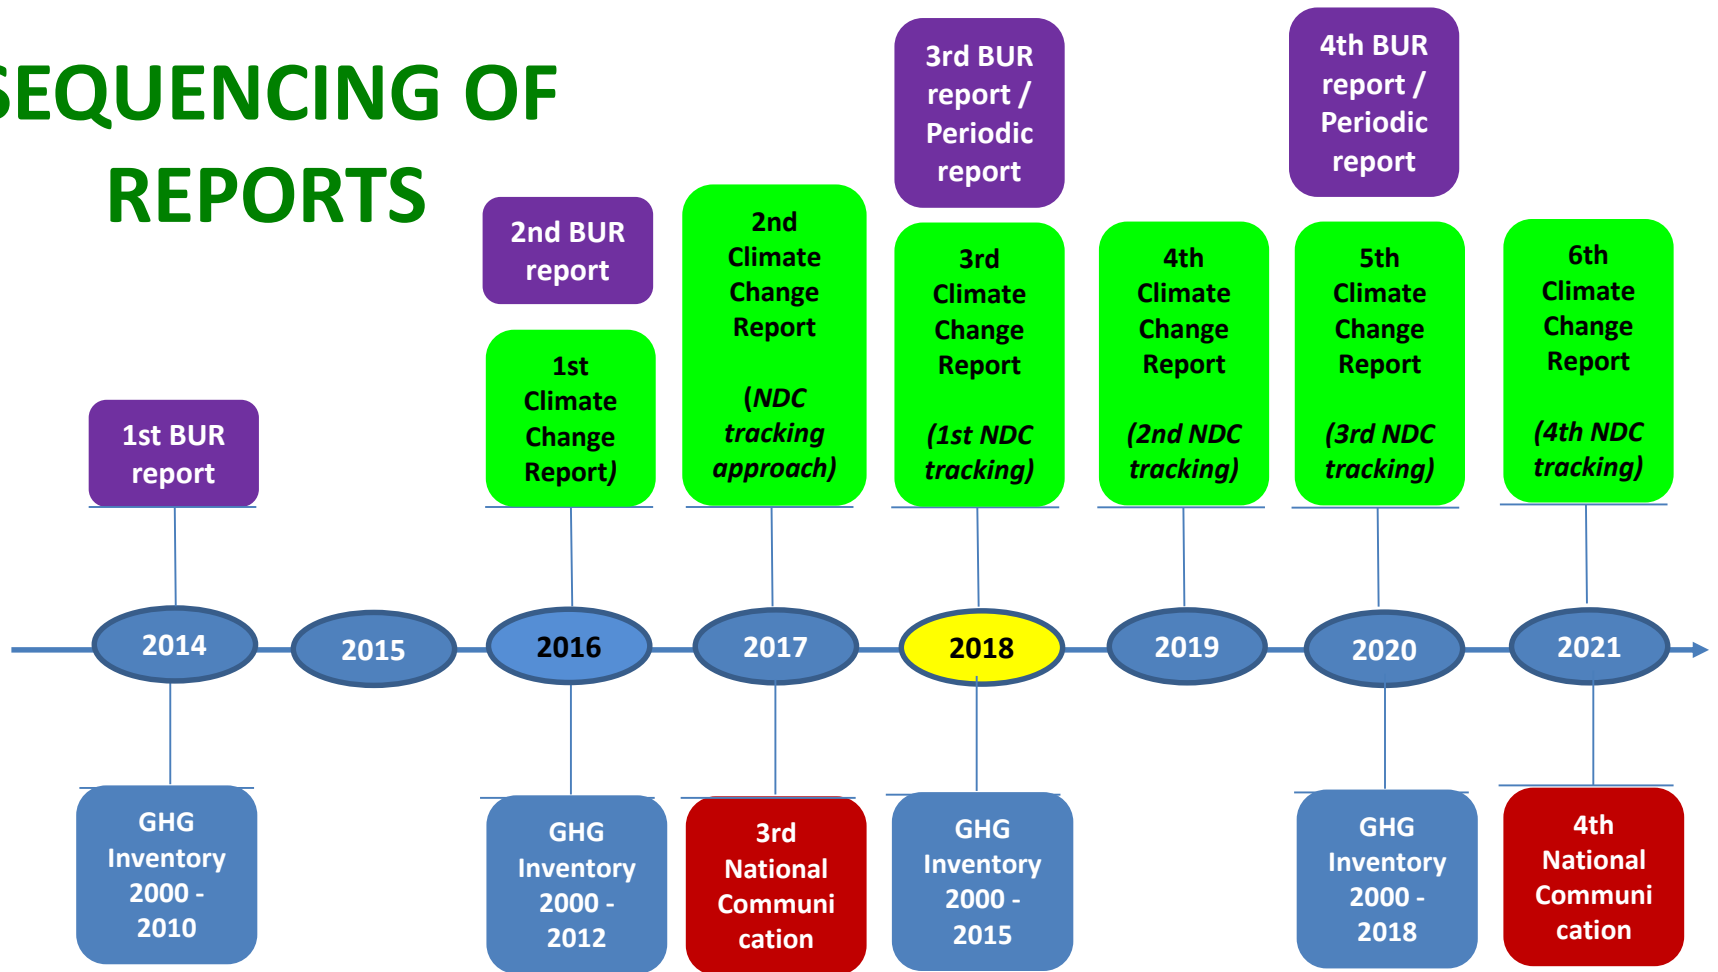 SEQUENCING OF
REPORTS
1st BUR
report
2nd BUR
report
1st
Climate
Change
Report)
2nd
Climate
Change
Report
(NDC
tracking
approach)
3rd BUR
report /
Periodic
report
3rd
Climate
Change
Report
(1st NDC
tracking)
4th
Climate
Change
Report
(2nd NDC
tracking)
4th BUR
report /
Periodic
report
5th
Climate
Change
Report
(3rd NDC
tracking)
6th
Climate
Change
Report
(4th NDC
tracking)
2014
2015
2016
2017
2018
2019
2020
2021
GHG
Inventory
2000 -
2010
GHG
Inventory
2000 -
2012
3rd
National
Communi
cation
GHG
Inventory
2000 -
2015
GHG
Inventory
2000 -
2018
4th
National
Communi
cation